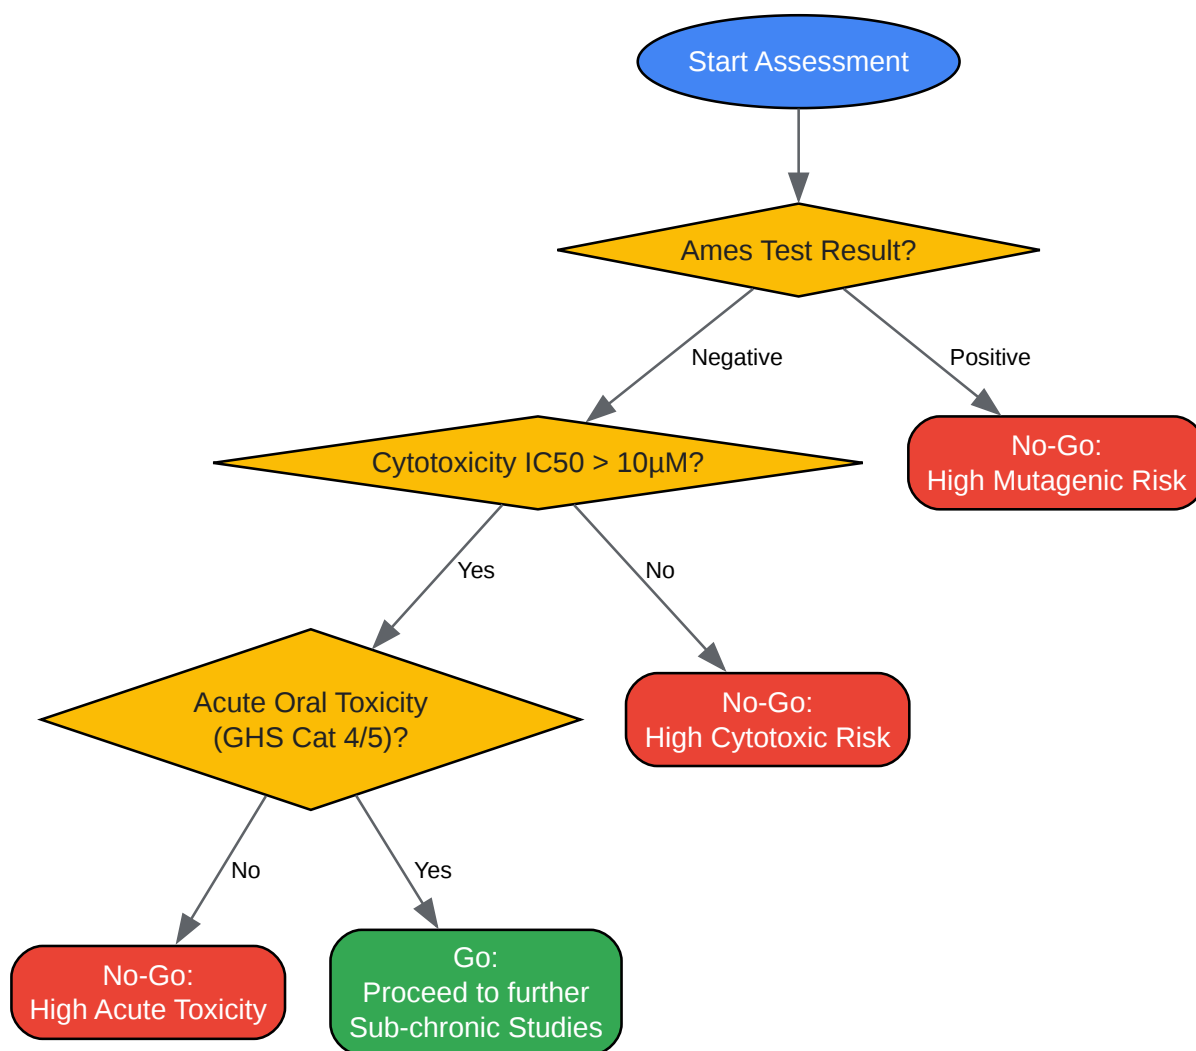 Start Assessment
Ames Test Result?
Negative
Positive
Cytotoxicity IC50 > 10µM?
No-Go:
High Mutagenic Risk
Yes
No
Acute Oral Toxicity
(GHS Cat 4/5)?
No-Go:
High Cytotoxic Risk
No
Yes
No-Go:
High Acute Toxicity
Go:
Proceed to further
Sub-chronic Studies